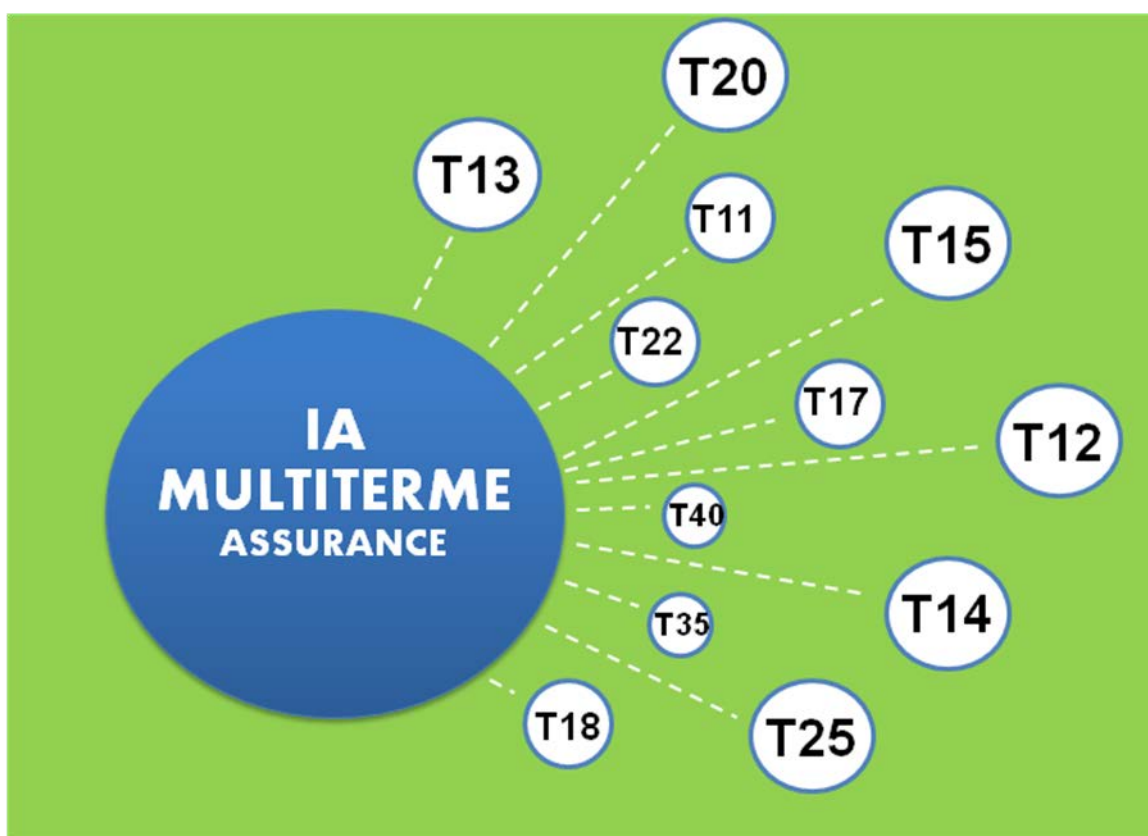 T20
T13
T11
T15
T22
T17
IA
MULTITERME
ASSURANCE
T12
T40
T14
T35
T18
T25